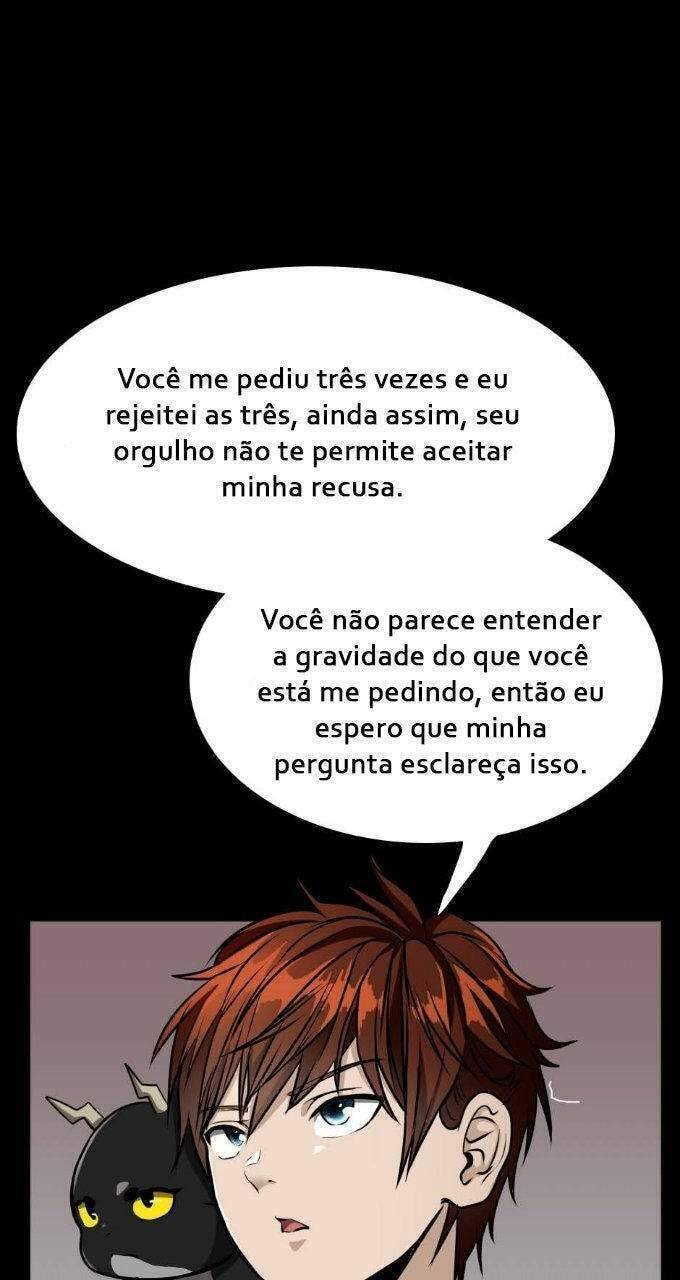 Você me pediu três vezes e eu
rejeitei as três, ainda assim, seu
orgulho não te permite aceitar
minha recusa.
Você não parece entender
a gravidade do que você
está me pedindo, então eu
espero que minha
pergunta esclareça isso.